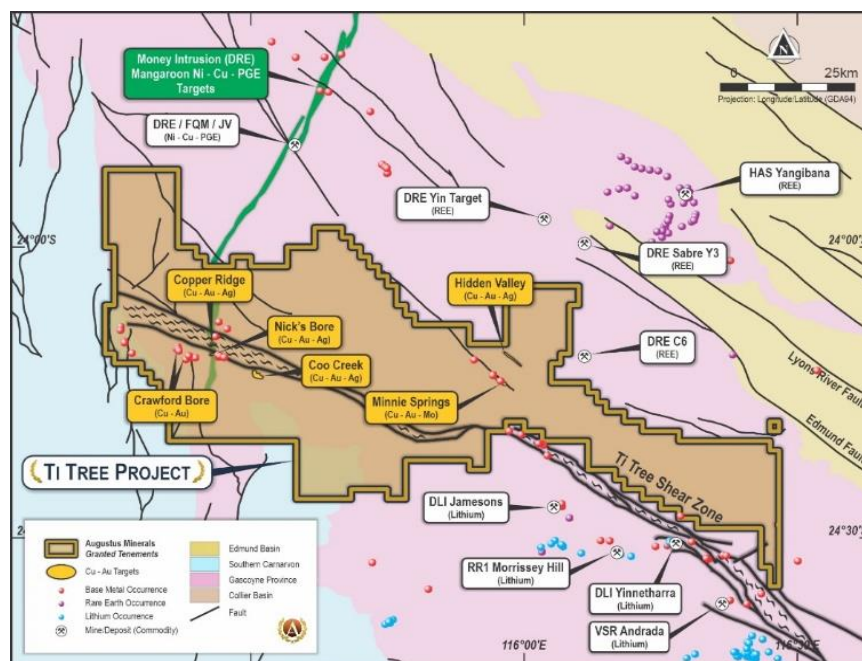 Money Intrusion (DRE)
Mangaroon Ni - Cu - PGE
Targets
0 25km
Projection: Longitude/Latitude (GDA94)
DRE / FQM / JV
(Ni - Cu - PGE)
DRE Yin Target
(REE)
HAS Yangibana
(REE)
24°00'S
24°00'S
DRE Sabre Y3
(REE)
Copper Ridge
(Cu - Au - Ag)
Hidden Valley
(Cu - Au - Ag)
Nick's Bore
(Cu - Au - Ag)
DRE C6
(REE)
Coo Creek
(Cu - Au - Ag)
Lyons River Fault
Crawford Bore
(Cu - Au)
Minnie Springs
(Cu - Au - Mo)
Edmund Fault
TI TREE PROJECT
Ti Tree Shear Zone
DLI Jamesons
(Lithium)
24°30'S
24°30'S
RR1 Morrissey Hill
(Lithium)
DLI Yinnetharra
(Lithium)
VSR Andrada
(Lithium)
116°00'E
116°30'E
Augustus Minerals
Granted Tenements
Cu - Au Targets
Base Metal Occurrence
Rare Earth Occurrence
Lithium Occurrence
Mine/Deposit (Commodity)
Edmund Basin
Southern Carnarvon
Gascoyne Province
Collier Basin
Fault